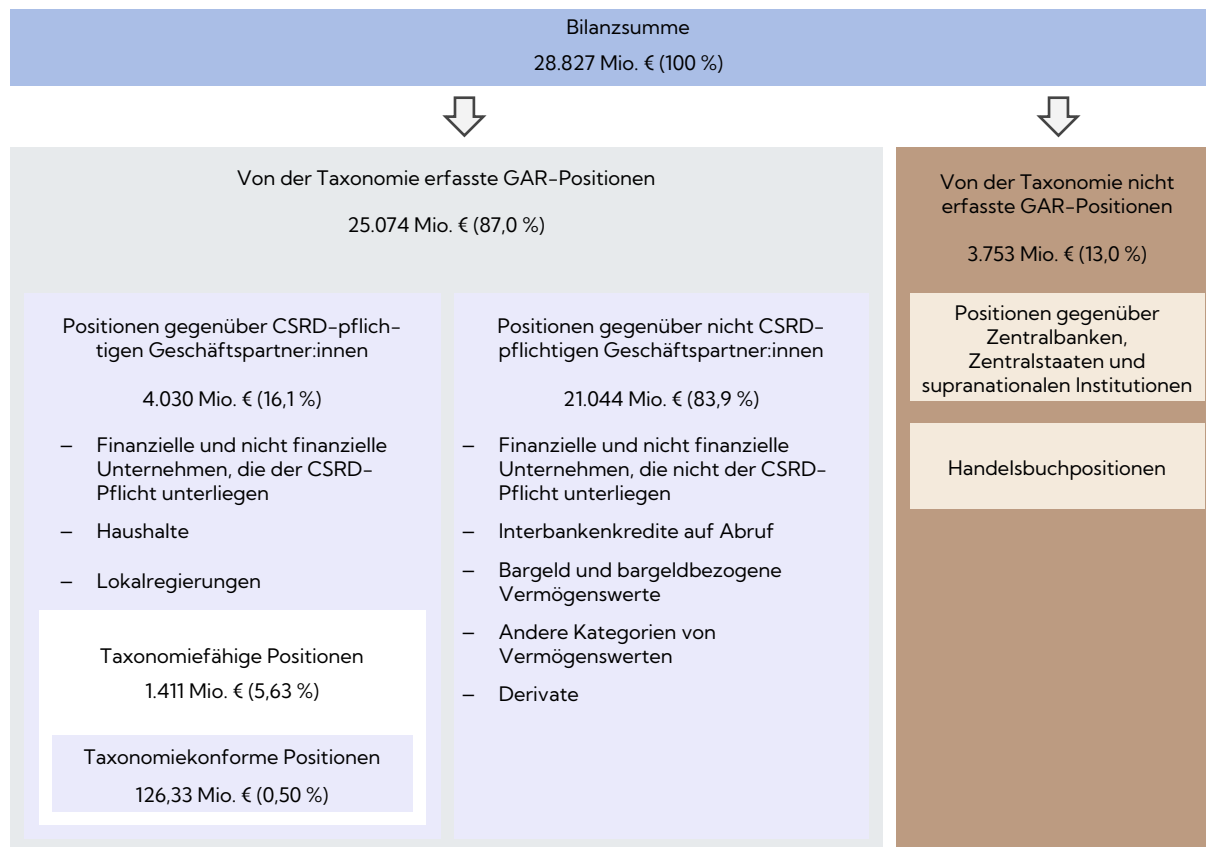 Bilanzsumme
28.827 Mio. € (100 %)
Von der Taxonomie erfasste GAR-Positionen
25.074 Mio. € (87,0 %)
Positionen gegenüber CSRD-pflich-
tigen Geschäftspartner:innen
4.030 Mio. € (16,1 %)
– Finanzielle und nicht finanzielle
Unternehmen, die der CSRD-
Pflicht unterliegen
– Haushalte
– Lokalregierungen
Taxonomiefähige Positionen
1.411 Mio. € (5,63 %)
Taxonomiekonforme Positionen
126,33 Mio. € (0,50 %)
Positionen gegenüber nicht CSRD-
pflichtigen Geschäftspartner:innen
21.044 Mio. € (83,9 %)
– Finanzielle und nicht finanzielle
Unternehmen, die nicht der CSRD-
Pflicht unterliegen
– Interbankenkredite auf Abruf
– Bargeld und bargeldbezogene
Vermögenswerte
– Andere Kategorien von
Vermögenswerten
– Derivate
Von der Taxonomie nicht
erfasste GAR-Positionen
3.753 Mio. € (13,0 %)
Positionen gegenüber
Zentralbanken,
Zentralstaaten und
supranationalen Institutionen
Handelsbuchpositionen